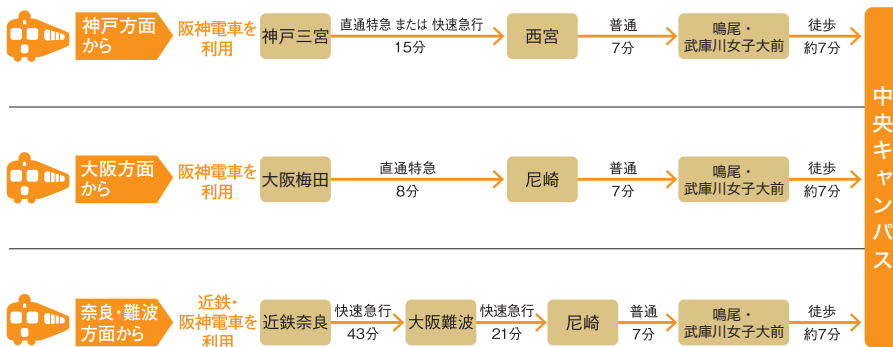 神戸方面
から
阪神電車を
利用
神戸三宮
直通特急 または 快速急行
15分
西宮
普通
7分
鳴尾・
武庫川女子大前
徒歩
約7分
大阪方面
から
阪神電車を
利用
大阪梅田
直通特急
8分
尼崎
普通
7分
鳴尾・
武庫川女子大前
徒歩
約7分
奈良・難波
方面から
近鉄・
阪神電車を
利用
近鉄奈良
快速急行
43分
大阪難波
快速急行
21分
尼崎
普通
7分
鳴尾・
武庫川女子大前
徒歩
約7分
中央キャンパス